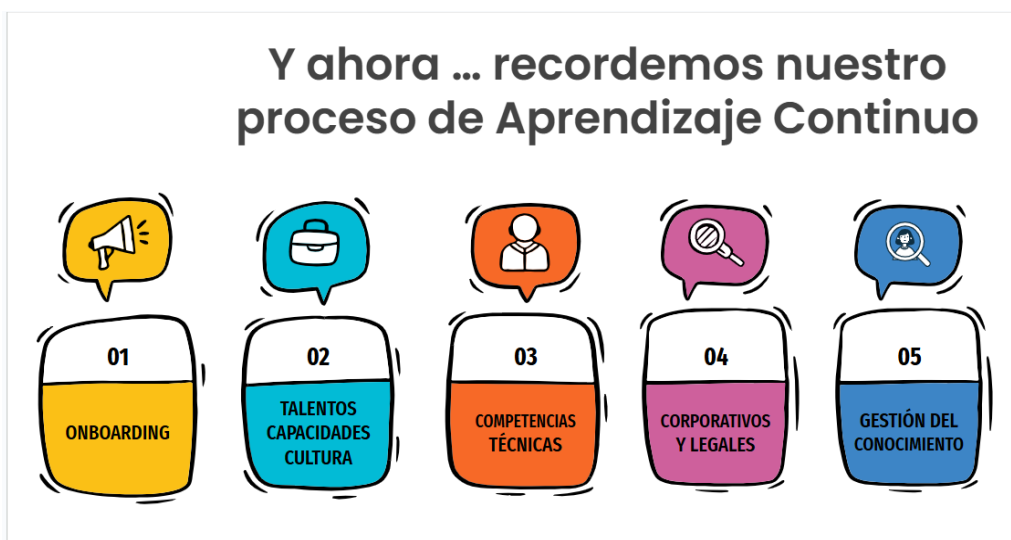 Y ahora ... recordemos nuestro
proceso de Aprendizaje Continuo
01
ONBOARDING
02
TALENTOS
CAPACIDADES
CULTURA
03
COMPETENCIAS
TÉCNICAS
04
CORPORATIVOS
Y LEGALES
05
GESTIÓN DEL
CONOCIMIENTO